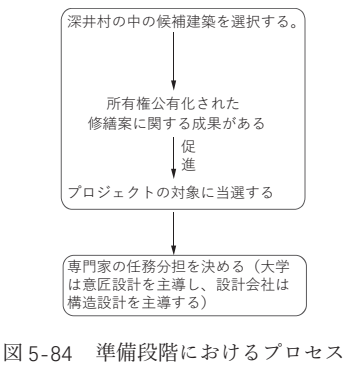 深井村の中の候補建築を選択する。
所有権公有化された
修繕案に関する成果がある
促
進
プロジェクトの対象に当選する
専門家の任務分担を決める（大学
は意匠設計を主導し、設計会社は
構造設計を主導する）
図5-84　準備段階におけるプロセス